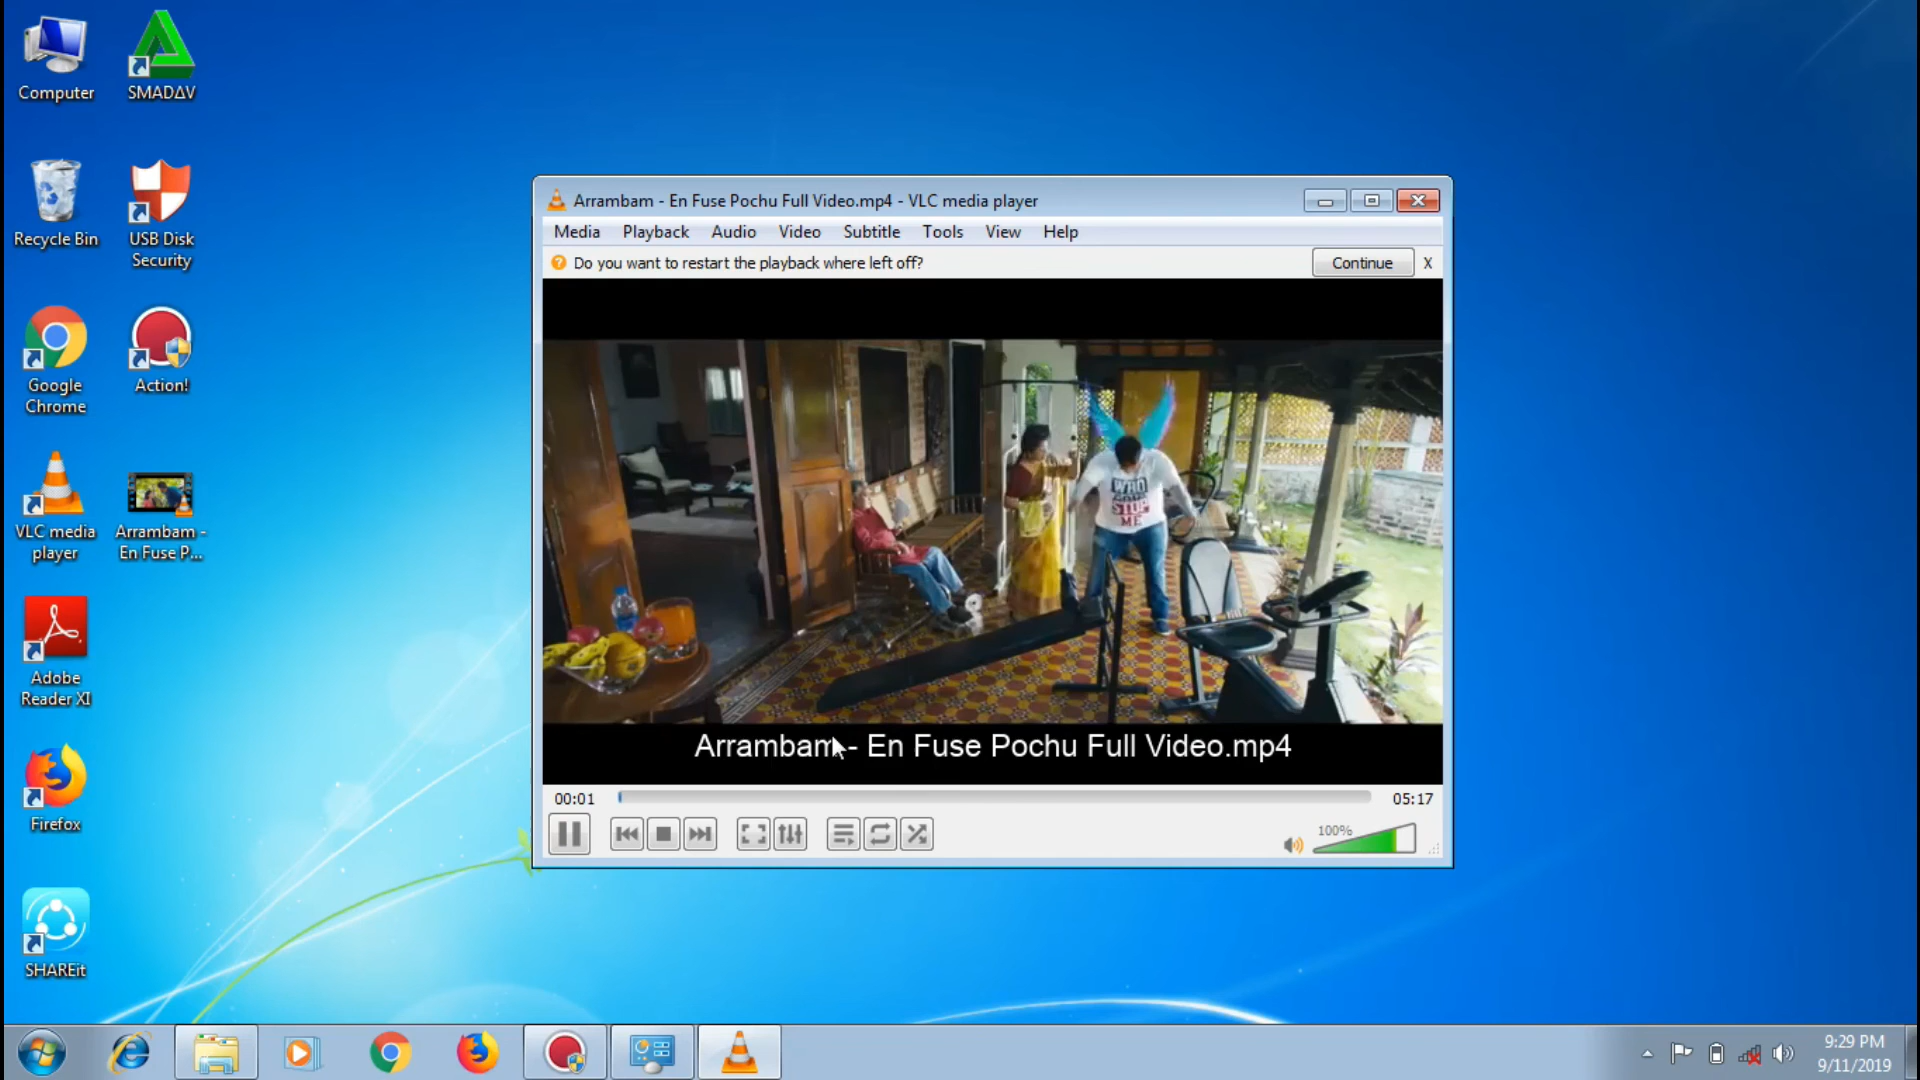 Computer
SMADΔV
Recycle Bin
USB Disk
Security
Google
Chrome
Action!
VLC media
player
Arrambam -
En Fuse P...
Adobe
Reader XI
Firefox
SHAREit
Arrambam - En Fuse Pochu Full Video.mp4 - VLC media player
Media Playback Audio Video Subtitle Tools View Help
Do you want to restart the playback where left off?
Continue
X
WHO
STOP
ME
Arrambam - En Fuse Pochu Full Video.mp4
00:01
05:17
100%
9:29 PM
9/11/2019